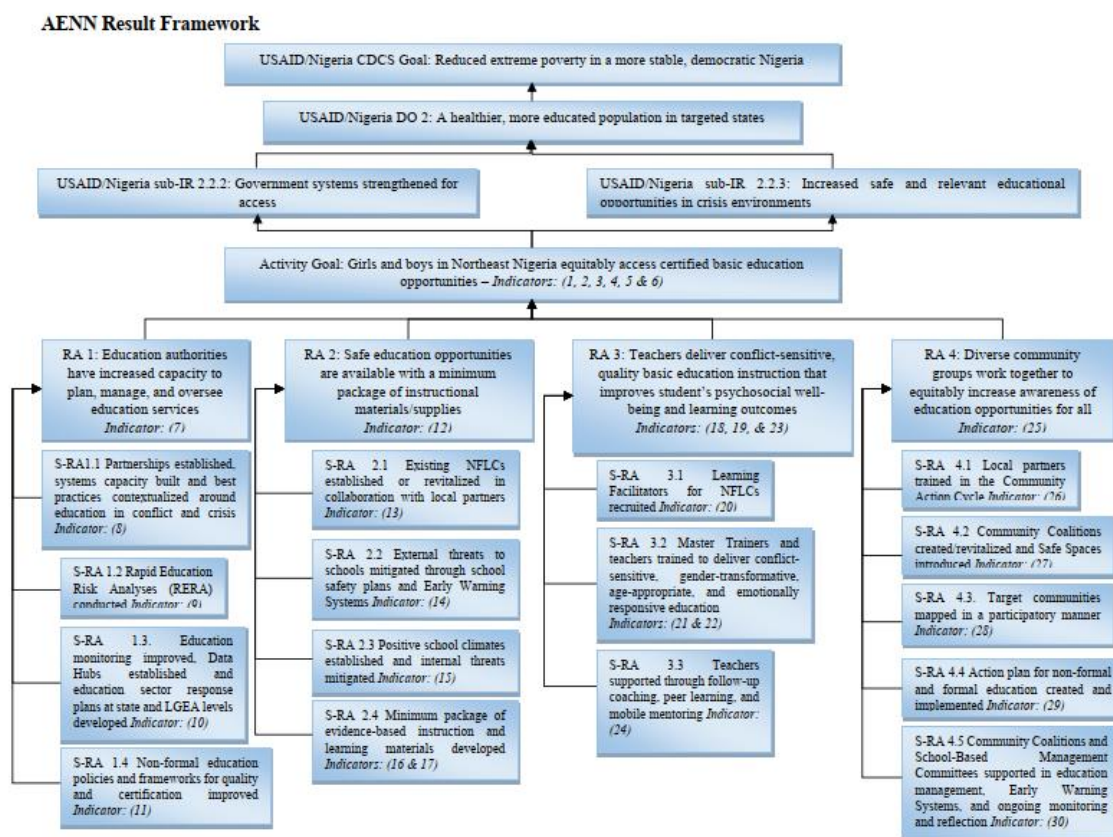 AENN Result Framework
USAID/Nigeria CDCS Goal: Reduced extreme poverty in a more stable, democratic Nigeria
USAID/Nigeria DO 2: A healthier, more educated population in targeted states
USAID/Nigeria sub-IR 2.2.2: Government systems strengthened for
access
USAID/Nigeria sub-IR 2.2.3: Increased safe and relevant educational
opportunities in crisis environments
Activity Goal: Girls and boys in Northeast Nigeria equitably access certified basic education
opportunities – Indicators: (1, 2, 3, 4, 5 & 6)
RA 1: Education authorities
have increased capacity to
plan, manage, and oversee
education services
Indicator: (7)
S-RA1.1 Partnerships established,
systems capacity built and best
practices contextualized around
education in conflict and crisis
Indicator: (8)
S-RA 1.2 Rapid Education
Risk Analyses (RERA)
conducted Indicator: (9)
S-RA 1.3. Education
monitoring improved, Data
Hubs established and
education sector response
plans at state and LGEA levels
developed Indicator: (10)
S-RA 1.4 Non-formal education
policies and frameworks for quality
and certification improved
Indicator: (11)
RA 2: Safe education opportunities
are available with a minimum
package of instructional
materials/supplies
Indicator: (12)
S-RA 2.1 Existing NFLCs
established or revitalized in
collaboration with local partners
Indicator: (13)
S-RA 2.2 External threats to
schools mitigated through school
safety plans and Early Warning
Systems Indicator: (14)
S-RA 2.3 Positive school climates
established and internal threats
mitigated Indicator: (15)
S-RA 2.4 Minimum package of
evidence-based instruction and
learning materials developed
Indicators: (16 & 17)
RA 3: Teachers deliver conflict-sensitive,
quality basic education instruction that
improves student's psychosocial well-
being and learning outcomes
Indicators: (18, 19, & 23)
S-RA 3.1 Learning
Facilitators for NFLCs
recruited Indicator: (20)
S-RA 3.2 Master Trainers and
teachers trained to deliver conflict-
sensitive, gender-transformative,
age-appropriate, and emotionally
responsive education
Indicators: (21 & 22)
S-RA 3.3 Teachers
supported through follow-up
coaching, peer learning, and
mobile mentoring Indicator:
(24)
RA 4: Diverse community
groups work together to
equitably increase awareness of
education opportunities for all
Indicator: (25)
S-RA 4.1 Local partners
trained in the Community
Action Cycle Indicator: (26)
S-RA 4.2 Community Coalitions
created/revitalized and Safe Spaces
introduced Indicator: (27)
S-RA 4.3. Target communities
mapped in a participatory manner
Indicator: (28)
S-RA 4.4 Action plan for non-formal
and formal education created and
implemented Indicator: (29)
S-RA 4.5 Community Coalitions and
School-Based Management
Committees supported in education
management, Early Warning
Systems, and ongoing monitoring
and reflection Indicator: (30)